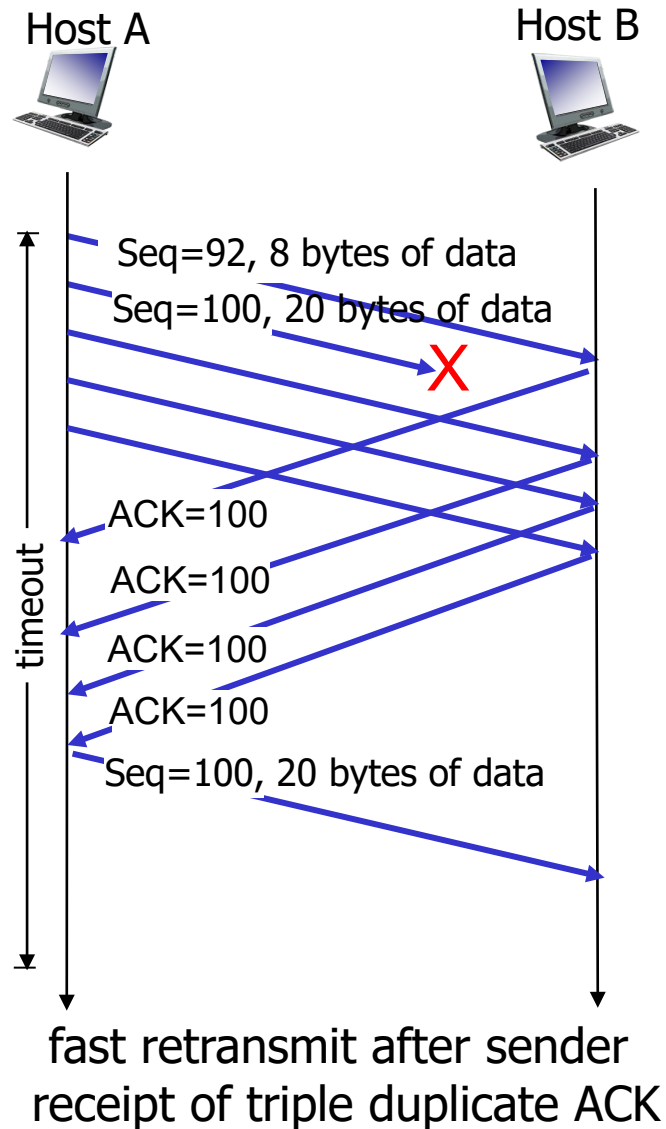 Host A
Host B
Seq=92, 8 bytes of data
Seq=100, 20 bytes of data
X
ACK=100
ACK=100
ACK=100
ACK=100
timeout
Seq=100, 20 bytes of data
fast retransmit after sender
receipt of triple duplicate ACK